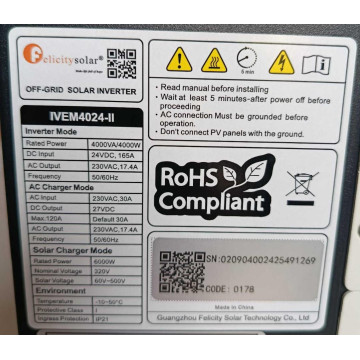 Felicitysolar®
OFF-GRID SOLAR INVERTER
IVEM4024-II
Inverter Mode
Rated Power 4000VA/4000W
DC Input 24VDC, 165A
AC Output 230VAC,17.4A
Frequency 50/60Hz
AC Charger Mode
AC Input 230VAC,30A
DC Output 27VDC
Max.120A Default 30A
AC Output 230VAC,17.4A
Frequency 50/60Hz
Solar Charger Mode
Rated Power 6000W
Nominal Voltage 320V
Solar Voltage 60V~500V
Environment
Temperature -10~50°C
Protective Class I
Ingress Protection IP21
5 min
Read manual before installing
Wait at least 5 minutes-after power off before
proceeding
AC connection Must be grounded before
operation.
Don't connect PV panels with the ground.
RoHS
Compliant
SN:020904002425491269
CODE: 0178
Made in China
Guangzhou Felicity Solar Technology Co., Ltd